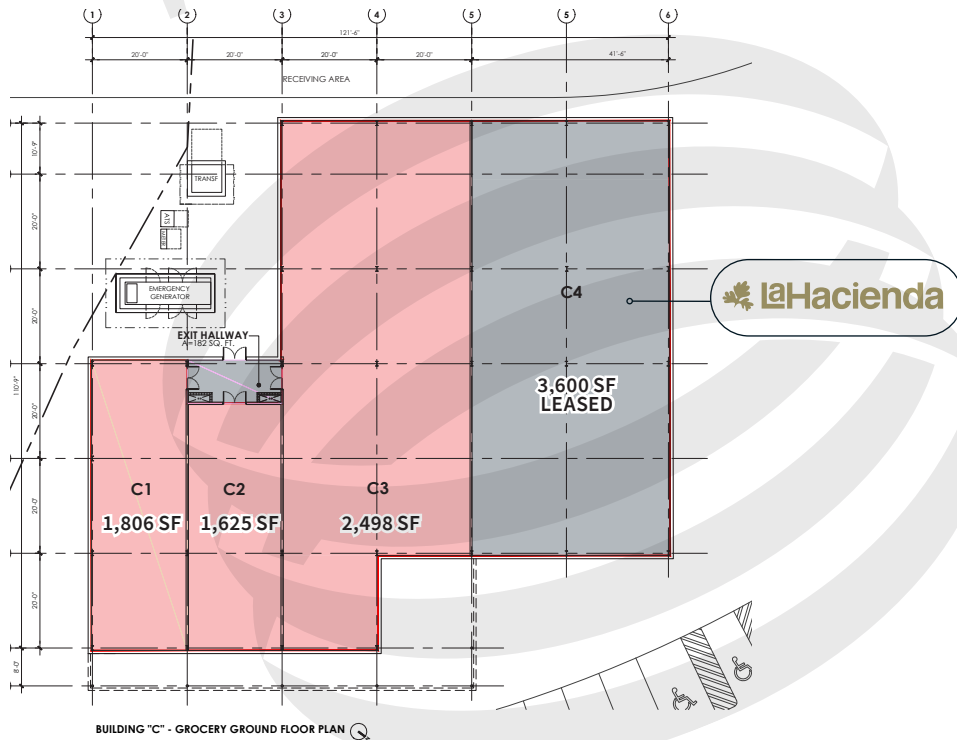 1 2 3 4 5 5 6
121'-6"
20'-0" 20'-0" 20'-0" 20'-0" 41'-6"
RECEIVING AREA
10'-9"
TRANSF
20'-0"
ATS
EMERGENCY
GENERATOR
20'-0"
C4
LaHacienda
EXIT HALLWAY
A=182 SQ. FT.
110'-9"
20'-0"
3,600 SF
LEASED
C1 C2 C3
1,806 SF 1,625 SF 2,498 SF
20'-0"
20'-0"
8'-0"
BUILDING "C" - GROCERY GROUND FLOOR PLAN